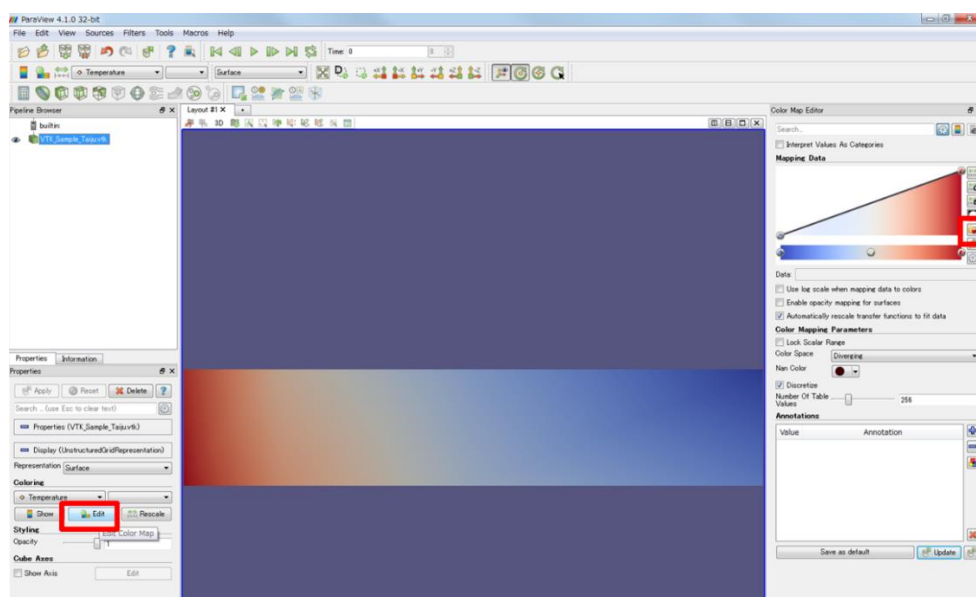 ParaView 4.1.0 32-bit
File Edit View Sources Filters Tools Macros Help
Time: 0
0
Temperature
Surface
Pipeline Browser
builtin:
VTK_Sample_Taiju.vtk
Layout #1
3D
Properties Information
Properties
Apply Reset Delete ?
Search ... (use Esc to clear text)
Properties (VTK_Sample_Taiju.vtk)
Display (UnstructuredGridRepresentation)
Representation Surface
Coloring
Temperature
Show Edit Rescale
Edit Color Map
Styling
Opacity 1
Cube Axes
Show Axis Edit
Color Map Editor
Search...
Interpret Values As Categories
Mapping Data
Data:
Use log scale when mapping data to colors
Enable opacity mapping for surfaces
Automatically rescale transfer functions to fit data
Color Mapping Parameters
Lock Scalar Range
Color Space Diverging
Nan Color
Discretize
Number Of Table Values 256
Annotations
Value Annotation
Save as default Update